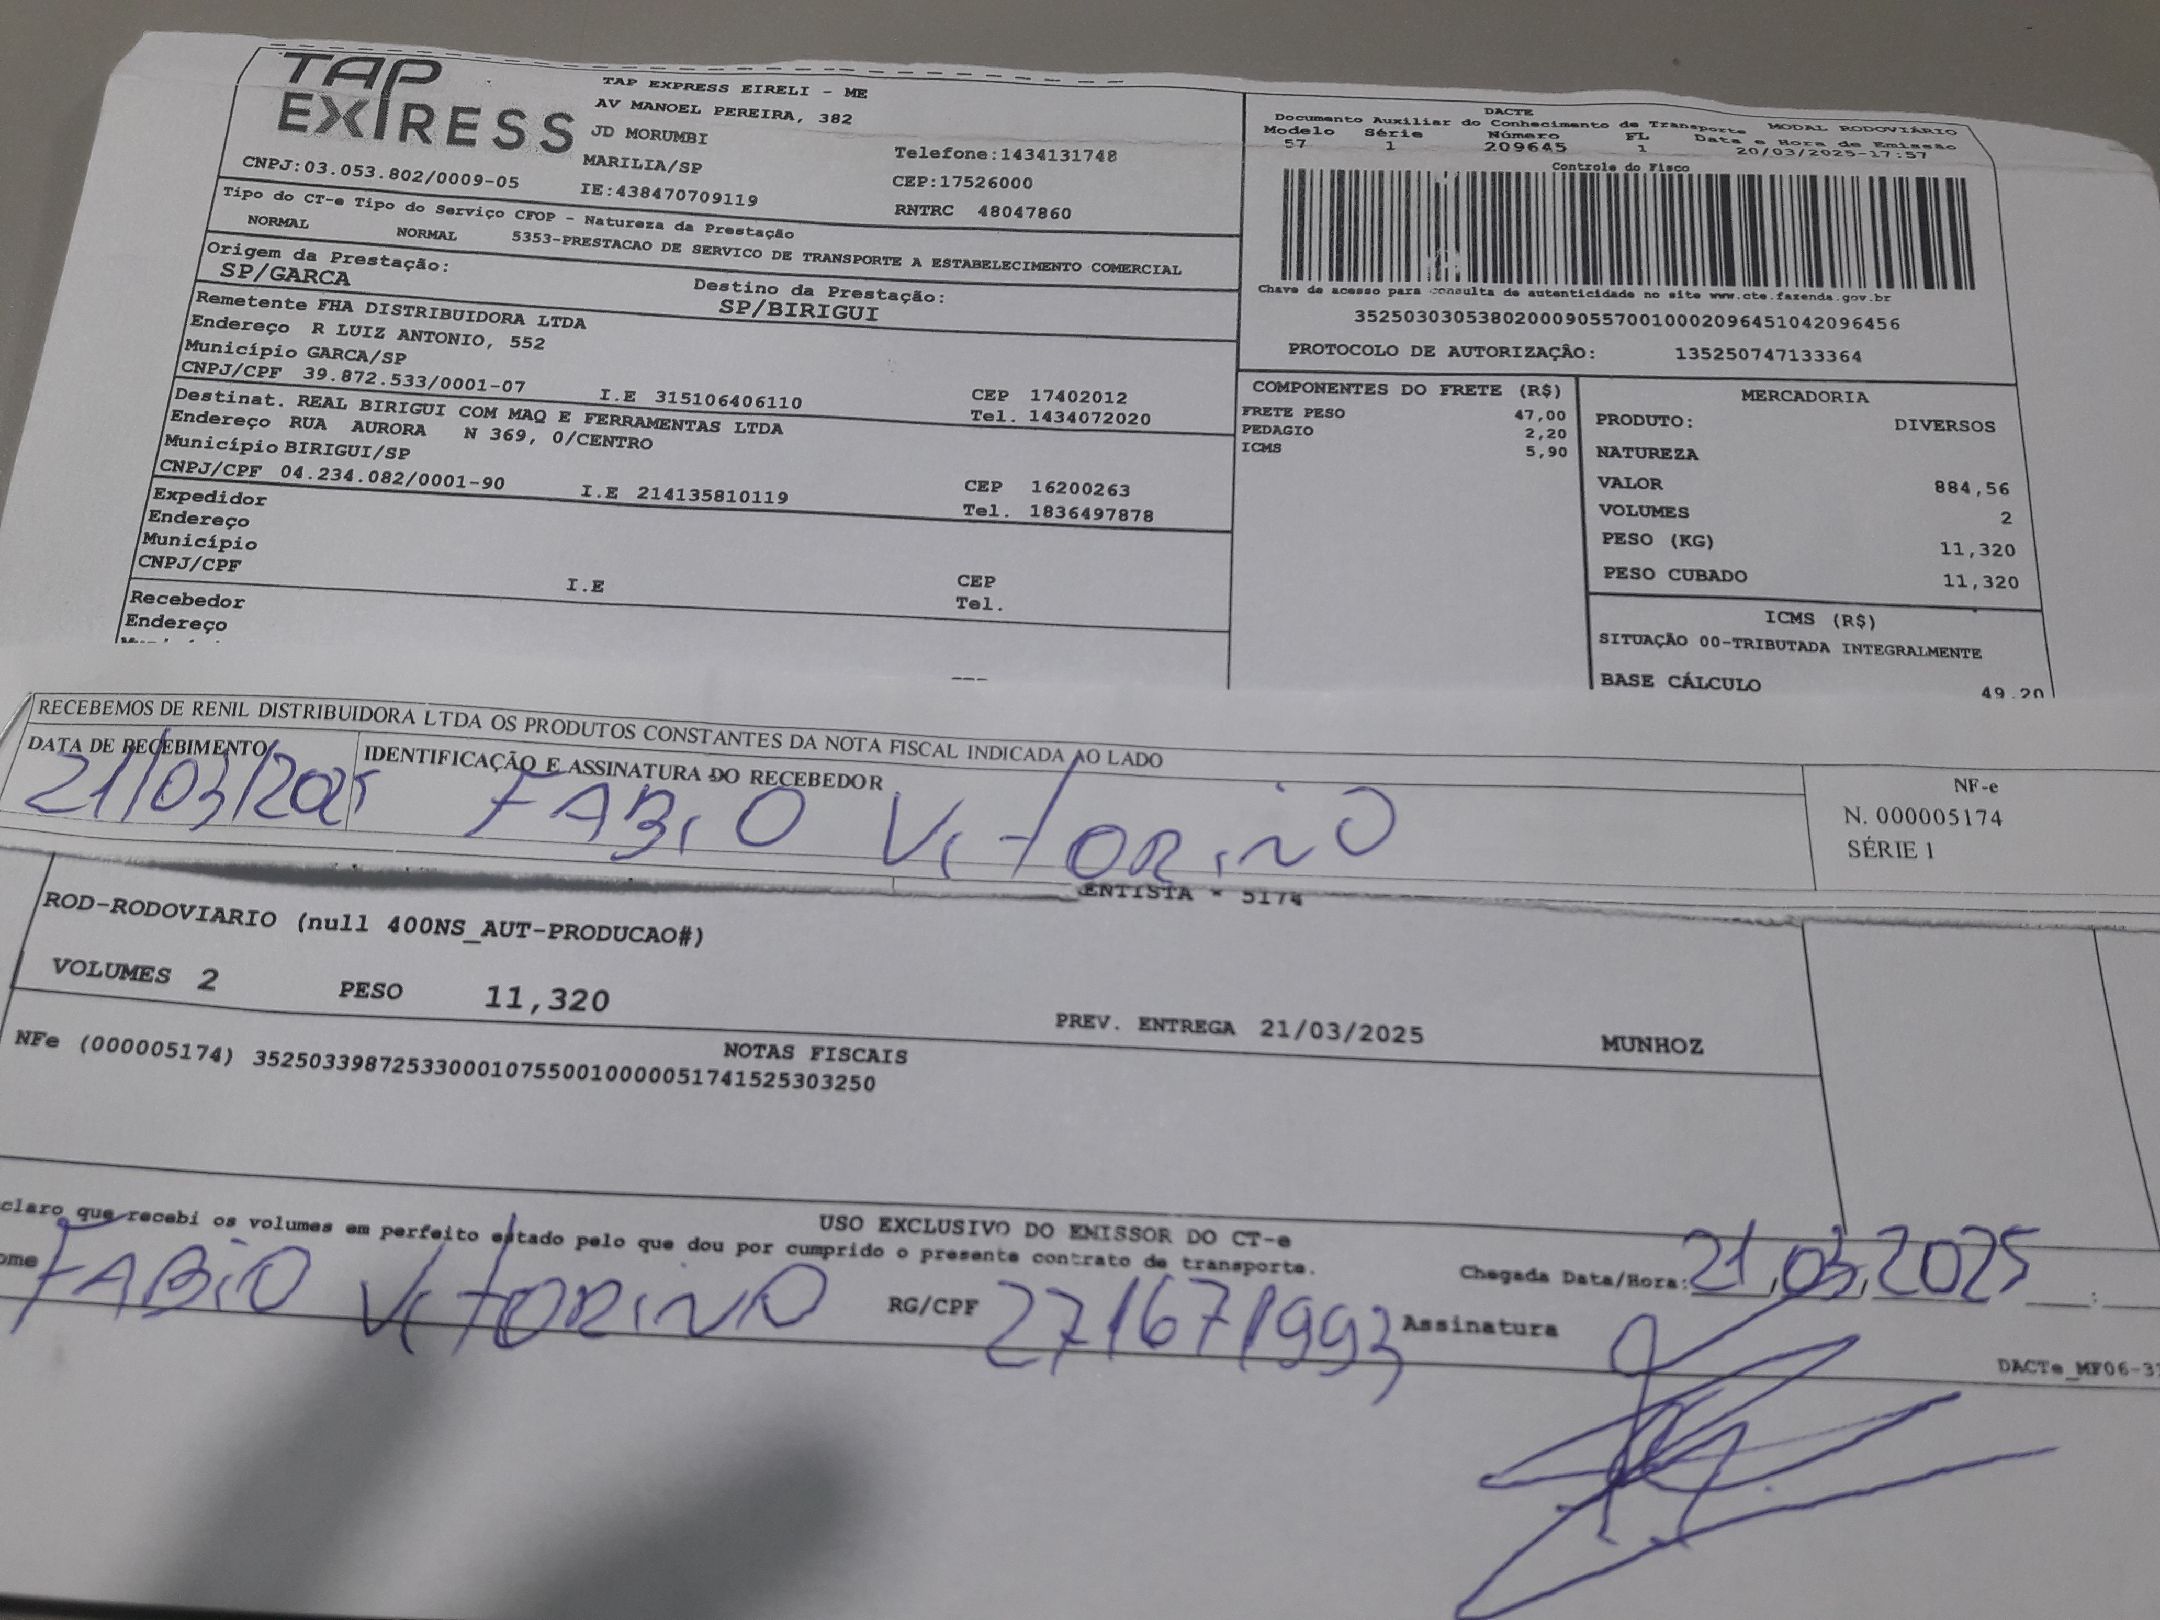 TAP EXPRESS
TAP EXPRESS EIRELI - ME
AV MANOEL PEREIRA, 382
JD MORUMBI
MARILIA/SP
Telefone:1434131748
CEP:17526000
CNPJ:03.053.802/0009-05
IE:438470709119
RNTRC 48047860
DACTE
Documento Auxiliar do Conhecimento de Transporte MODAL RODOVIÁRIO
Modelo Série Número FL Data e Hora de Emissão
57 1 209645 1 20/03/2025-17:57
Controle do Fisco
Chave de acesso para consulta de autenticidade no site www.cte.fazenda.gov.br
35250303053802000905570010002096451042096456
PROTOCOLO DE AUTORIZAÇÃO: 135250747133364
Tipo do CT-e Tipo do Serviço CFOP - Natureza da Prestação
NORMAL NORMAL 5353-PRESTACAO DE SERVICO DE TRANSPORTE A ESTABELECIMENTO COMERCIAL
Origem da Prestação: Destino da Prestação:
SP/GARCA SP/BIRIGUI
Remetente FHA DISTRIBUIDORA LTDA
Endereço R LUIZ ANTONIO, 552
Município GARCA/SP
CEP 17402012
CNPJ/CPF 39.872.533/0001-07 I.E 315106406110 Tel. 1434072020
Destinat. REAL BIRIGUI COM MAQ E FERRAMENTAS LTDA
Endereço RUA AURORA N 369, 0/CENTRO
Município BIRIGUI/SP
CEP 16200263
CNPJ/CPF 04.234.082/0001-90 I.E 214135810119 Tel. 1836497878
Expedidor
Endereço
Município
CEP
CNPJ/CPF I.E Tel.
Recebedor
Endereço
COMPONENTES DO FRETE (R$)
FRETE PESO 47,00
PEDAGIO 2,20
ICMS 5,90
MERCADORIA
PRODUTO: DIVERSOS
NATUREZA
VALOR 884,56
VOLUMES 2
PESO (KG) 11,320
PESO CUBADO 11,320
ICMS (R$)
SITUAÇÃO 00-TRIBUTADA INTEGRALMENTE
BASE CÁLCULO 49,20
RECEBEMOS DE RENIL DISTRIBUIDORA LTDA OS PRODUTOS CONSTANTES DA NOTA FISCAL INDICADA AO LADO
DATA DE RECEBIMENTO IDENTIFICAÇÃO E ASSINATURA DO RECEBEDOR
21/03/2025 FABIO VITORINO
NF-e
N. 000005174
SÉRIE 1
ENTISTA * 5174
ROD-RODOVIARIO (null 400NS_AUT-PRODUCAO#)
VOLUMES 2 PESO 11,320 PREV. ENTREGA 21/03/2025 MUNHOZ
NOTAS FISCAIS
NFe (000005174) 35250339872533000107550010000051741525303250
USO EXCLUSIVO DO EMISSOR DO CT-e
claro que recebi os volumes em perfeito estado pelo que dou por cumprido o presente contrato de transporte.
Chegada Data/Hora: 21/03/2025 :
ome FABIO VITORINO RG/CPF 271671993 Assinatura
DACTe_MF06-37